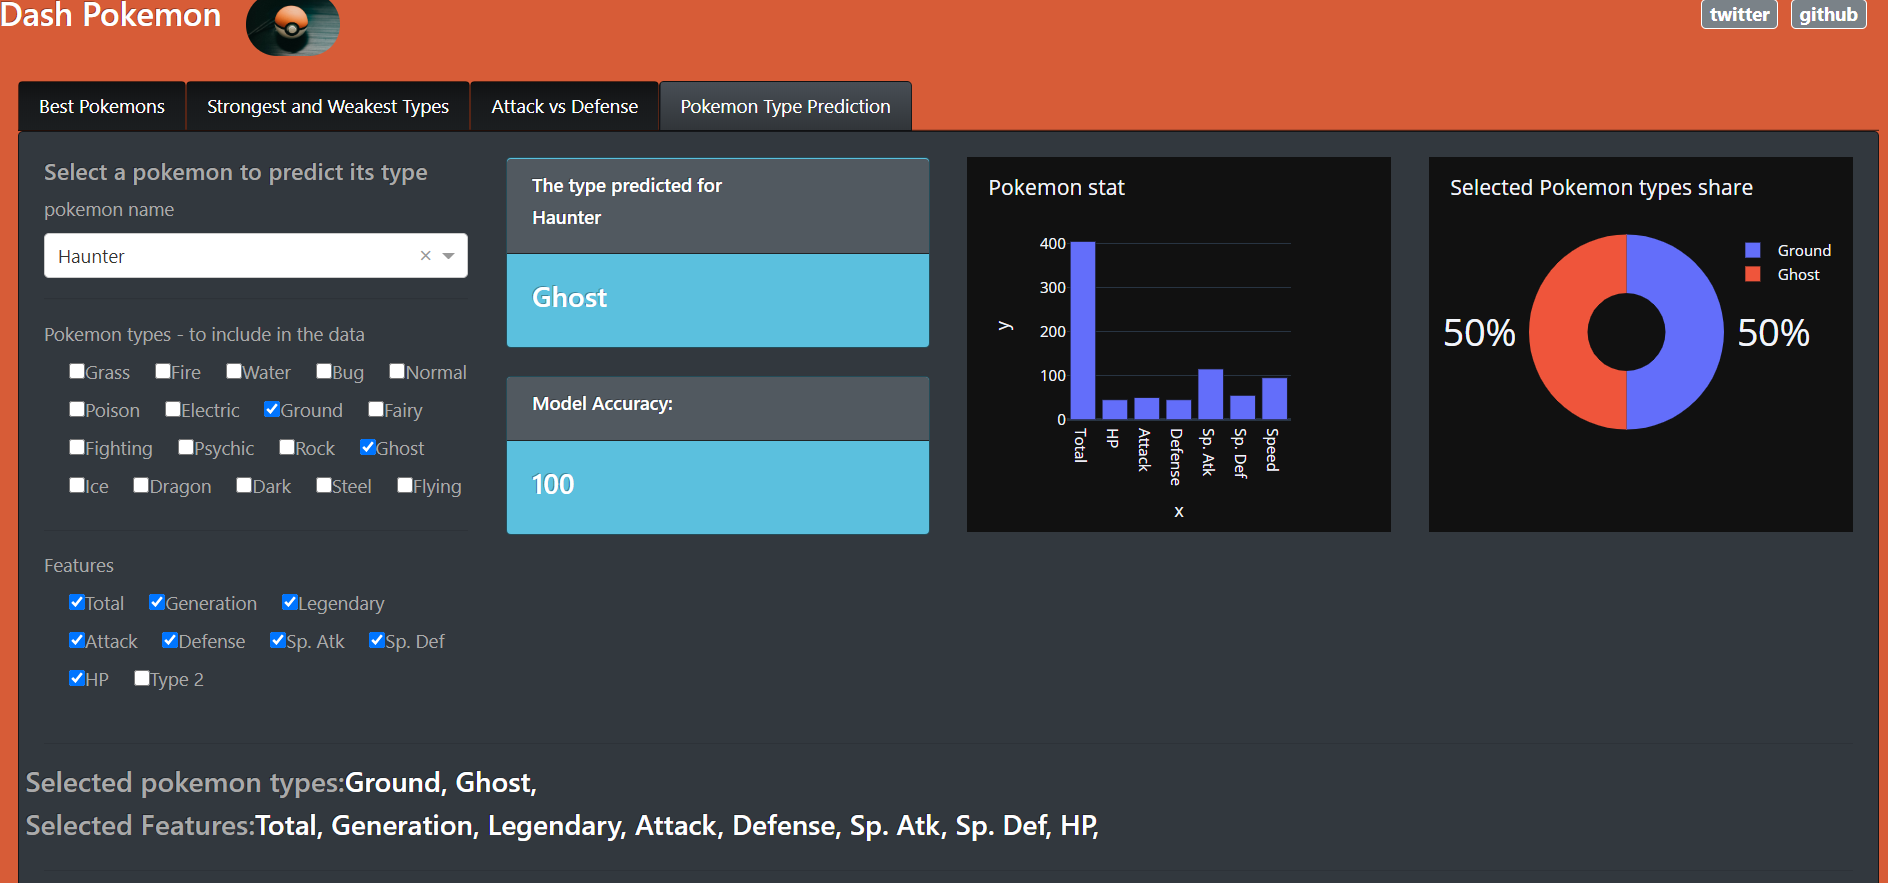 Dash Pokemon
twitter
github
Best Pokemons
Strongest and Weakest Types
Attack vs Defense
Pokemon Type Prediction
Select a pokemon to predict its type
pokemon name
Haunter
×
Pokemon types - to include in the data
Grass Fire Water Bug Normal
Poison Electric Ground Fairy
Fighting Psychic Rock Ghost
Ice Dragon Dark Steel Flying
Features
Total Generation Legendary
Attack Defense Sp. Atk Sp. Def
HP Type 2
The type predicted for
Haunter
Ghost
Model Accuracy:
100
Pokemon stat
400
300
200
100
0
y
Total
HP
Attack
Defense
Sp. Atk
Sp. Def
Speed
x
Selected Pokemon types share
Ground
Ghost
50%
50%
Selected pokemon types:Ground, Ghost,
Selected Features:Total, Generation, Legendary, Attack, Defense, Sp. Atk, Sp. Def, HP,